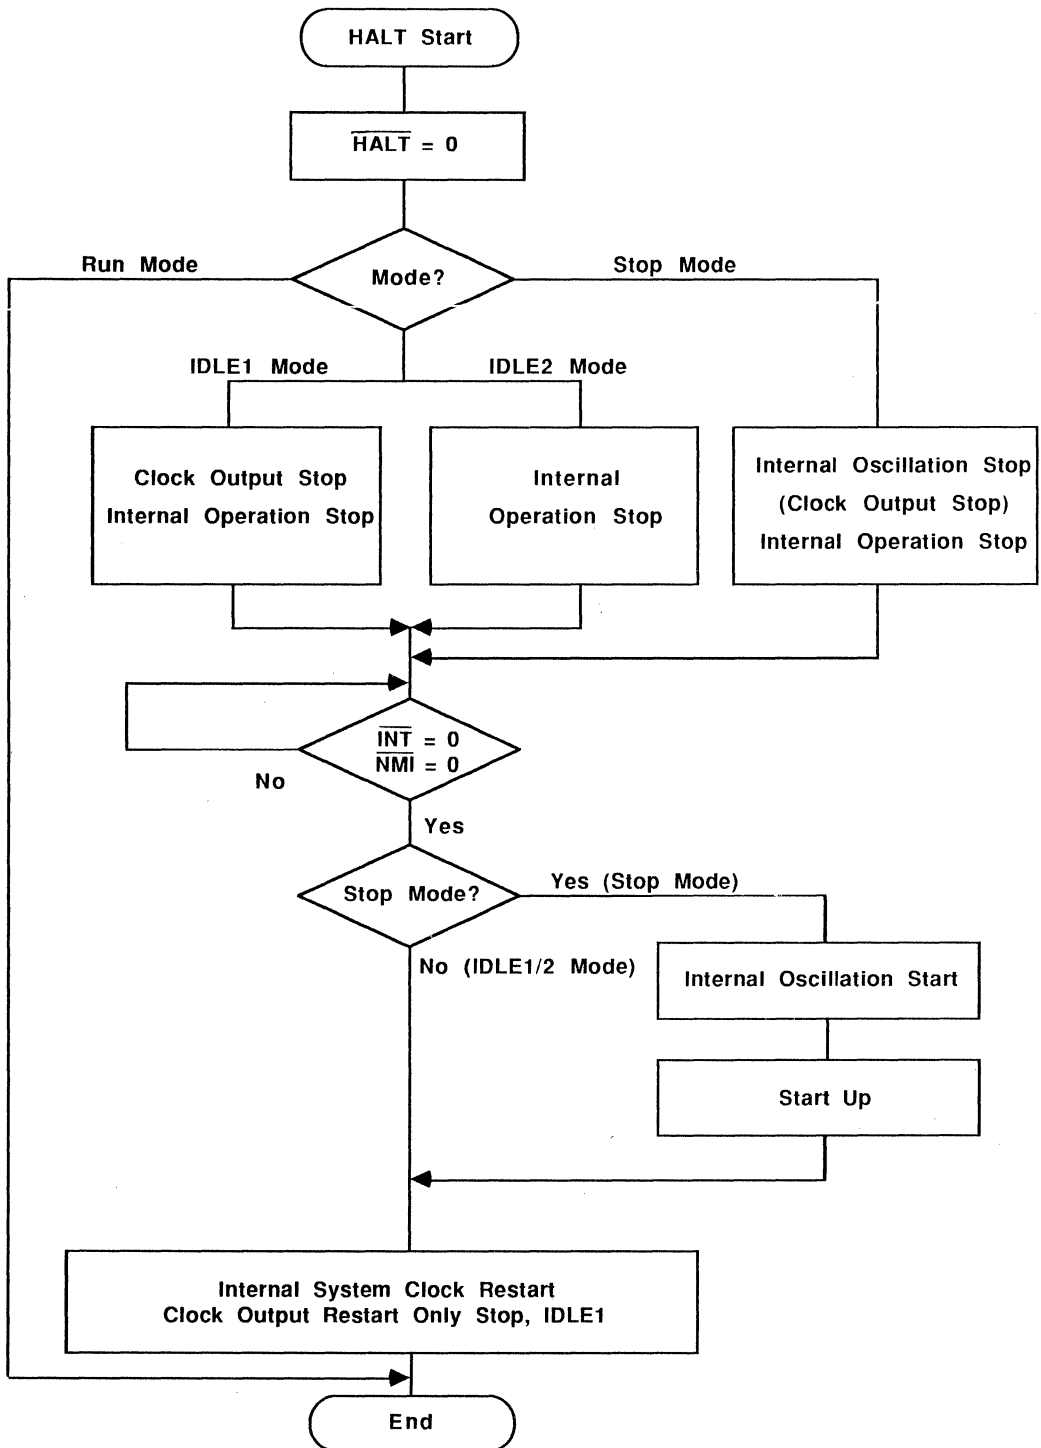 HALT Start
HALT = 0
Mode?
Run Mode
Stop Mode
IDLE1 Mode
IDLE2 Mode
Clock Output Stop
Internal Operation Stop
Internal
Operation Stop
Internal Oscillation Stop
(Clock Output Stop)
Internal Operation Stop
INT = 0
NMI = 0
No
Yes
Stop Mode?
Yes (Stop Mode)
No (IDLE1/2 Mode)
Internal Oscillation Start
Start Up
Internal System Clock Restart
Clock Output Restart Only Stop, IDLE1
End